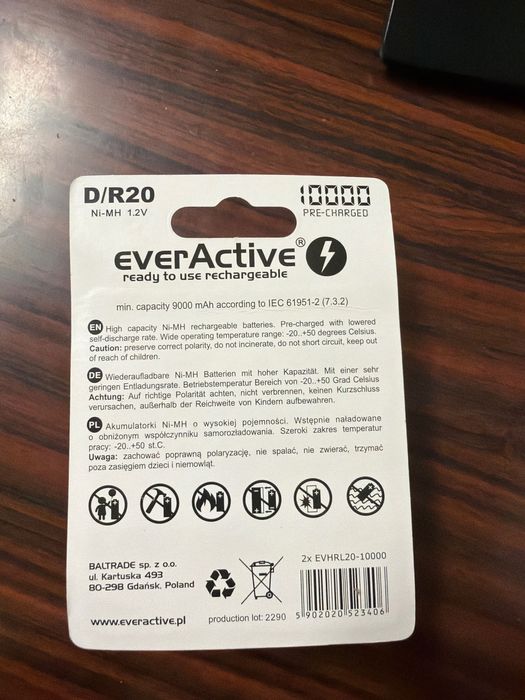 D/R20
Ni-MH 1.2V
10000
PRE-CHARGED
everActive®
ready to use rechargeable
min. capacity 9000 mAh according to IEC 61951-2 (7.3.2)
EN High capacity Ni-MH rechargeable batteries. Pre-charged with lowered
self-discharge rate. Wide operating temperature range: -20..+50 degrees Celsius.
Caution: preserve correct polarity, do not incinerate, do not short circuit, keep out
of reach of children.
DE Wiederaufladbare Ni-MH Batterien mit hoher Kapazität. Mit einer sehr
geringen Entladungsrate. Betriebstemperatur Bereich von -20..+50 Grad Celsius
Achtung: Auf richtige Polarität achten, nicht verbrennen, keinen Kurzschluss
verursachen, außerhalb der Reichweite von Kindern aufbewahren.
PL Akumulatorki Ni-MH o wysokiej pojemności. Wstępnie naładowane
o obniżonym współczynniku samorozładowania. Szeroki zakres temperatur
pracy: -20..+50 st.C.
Uwaga: zachować poprawną polaryzację, nie spalać, nie zwierać, trzymać
poza zasięgiem dzieci i niemowląt.
BALTRADE sp. z o.o.
ul. Kartuska 493
80-298 Gdańsk, Poland
www.everactive.pl
production lot: 2290
2x EVHRL20-10000
5 902020 523406